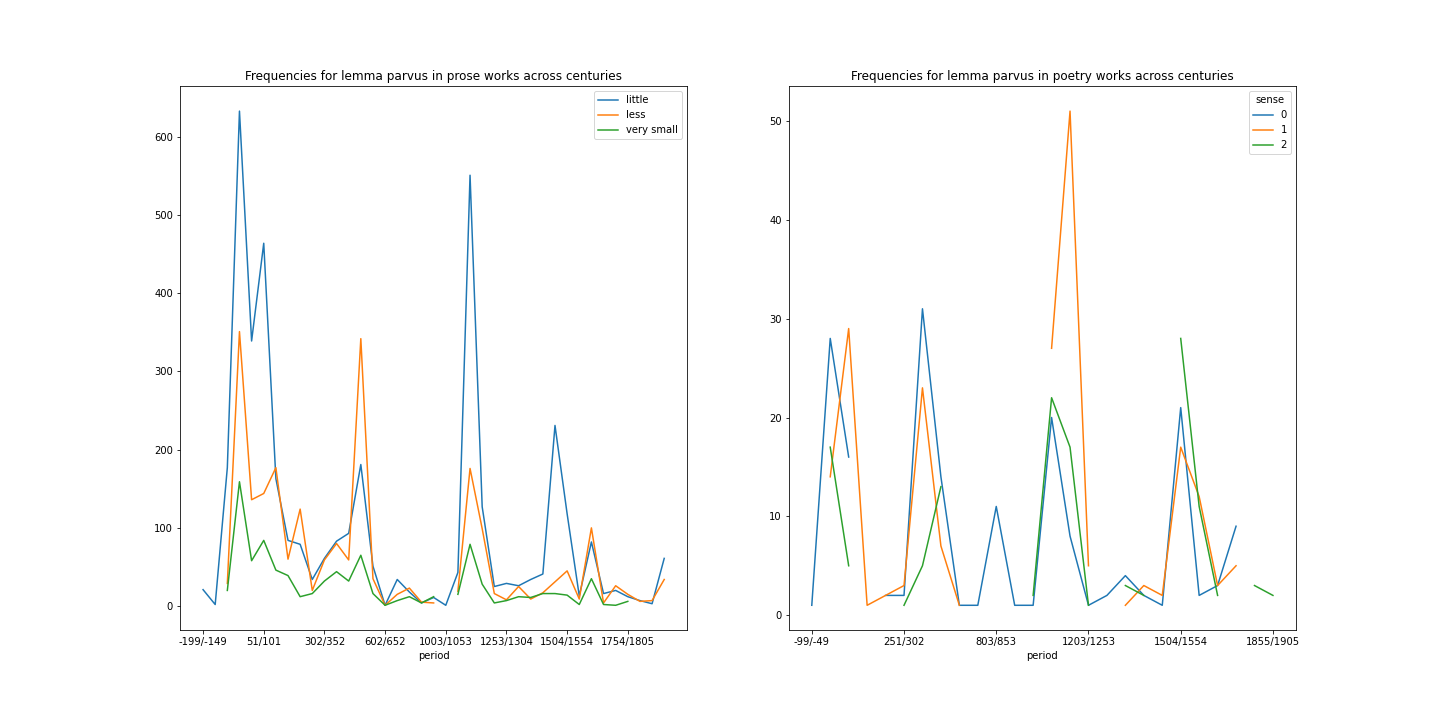 Frequencies for lemma parvus in prose works across centuries
little
less
very small
600
500
400
300
200
100
0
-199/-149 51/101 302/352 602/652 1003/1053 1253/1304 1504/1554 1754/1805
period
Frequencies for lemma parvus in poetry works across centuries
sense
0
1
2
50
40
30
20
10
0
-99/-49 251/302 803/853 1203/1253 1504/1554 1855/1905
period